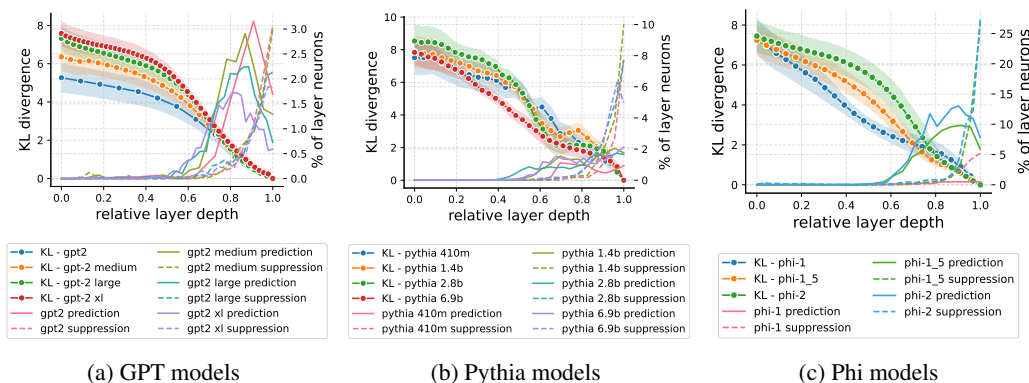 KL divergence
8
6
4
2
0
0.0 0.2 0.4 0.6 0.8 1.0
relative layer depth
3.0
2.5
2.0
1.5
1.0
0.5
0.0
% of layer neurons
KL - gpt2
KL - gpt-2 medium
KL - gpt-2 large
KL - gpt-2 xl
gpt2 prediction
gpt2 suppression
gpt2 medium prediction
gpt2 medium suppression
gpt2 large prediction
gpt2 large suppression
gpt2 xl prediction
gpt2 xl suppression
(a) GPT models
KL divergence
10
8
6
4
2
0
0.0 0.2 0.4 0.6 0.8 1.0
relative layer depth
10
8
6
4
2
0
% of layer neurons
KL - pythia 410m
KL - pythia 1.4b
KL - pythia 2.8b
KL - pythia 6.9b
pythia 410m prediction
pythia 410m suppression
pythia 1.4b prediction
pythia 1.4b suppression
pythia 2.8b prediction
pythia 2.8b suppression
pythia 6.9b prediction
pythia 6.9b suppression
(b) Pythia models
KL divergence
8
6
4
2
0
0.0 0.2 0.4 0.6 0.8 1.0
relative layer depth
25
20
15
10
5
0
% of layer neurons
KL - phi-1
KL - phi-1_5
KL - phi-2
phi-1 prediction
phi-1 suppression
phi-1_5 prediction
phi-1_5 suppression
phi-2 prediction
phi-2 suppression
(c) Phi models